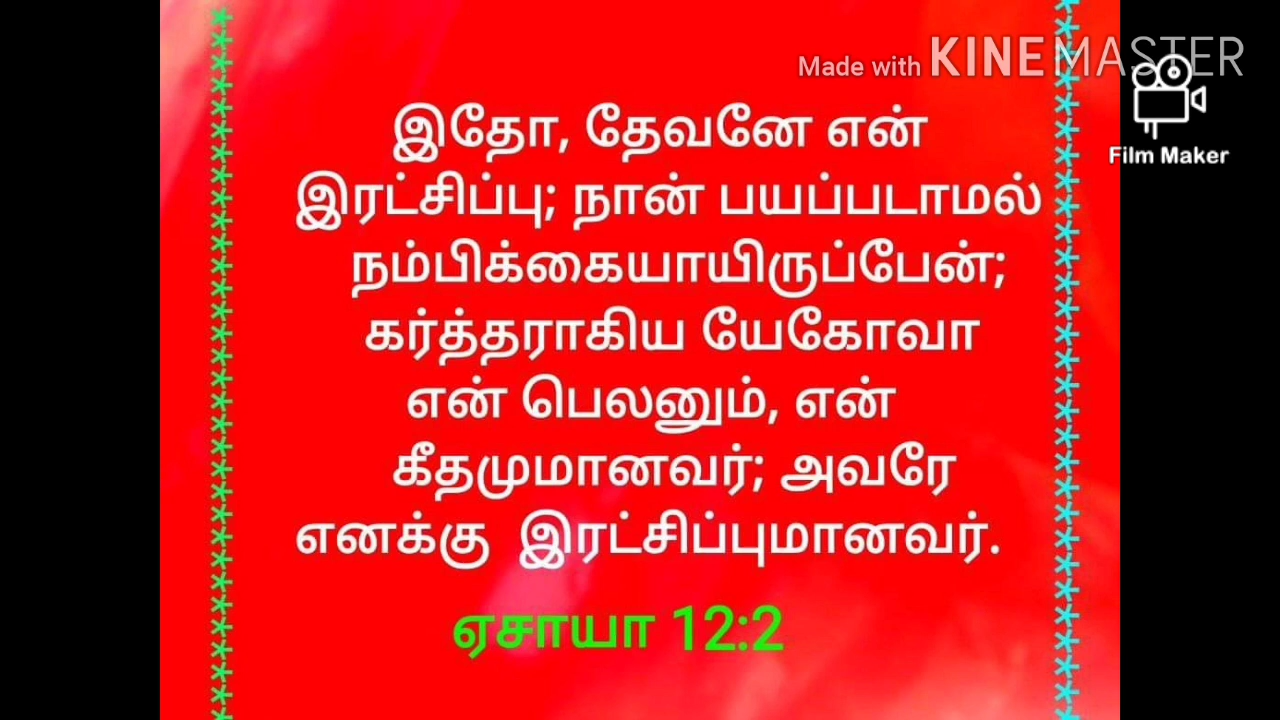 Made with KINEMASTER
Film Maker
இதோ, தேவனே என்
இரட்சிப்பு; நான் பயப்படாமல்
நம்பிக்கையாயிருப்பேன்;
கர்த்தராகிய யேகோவா
என் பெலனும், என்
கீதமுமானவர்; அவரே
எனக்கு இரட்சிப்புமானவர்.
ஏசாயா 12:2